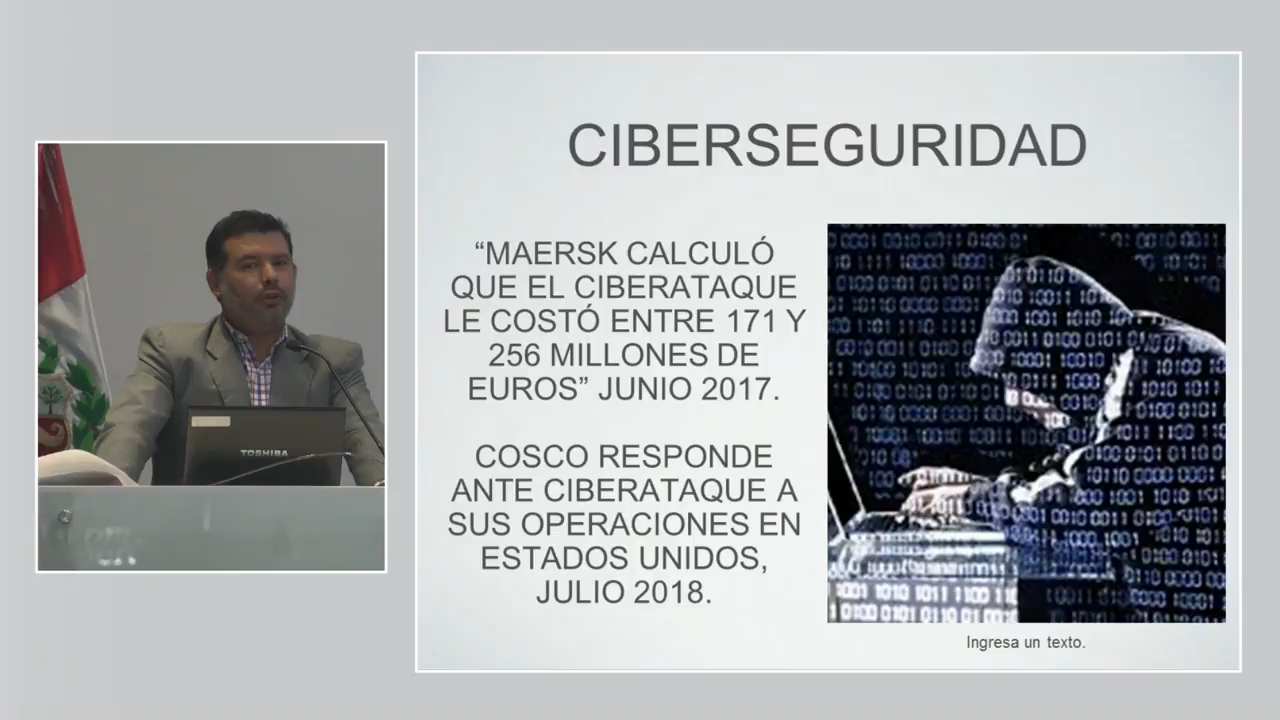 CIBERSEGURIDAD
“MAERSK CALCULÓ
QUE EL CIBERATAQUE
LE COSTÓ ENTRE 171 Y
256 MILLONES DE
EUROS” JUNIO 2017.
COSCO RESPONDE
ANTE CIBERATAQUE A
SUS OPERACIONES EN
ESTADOS UNIDOS,
JULIO 2018.
Ingresa un texto.
TOSHIBA